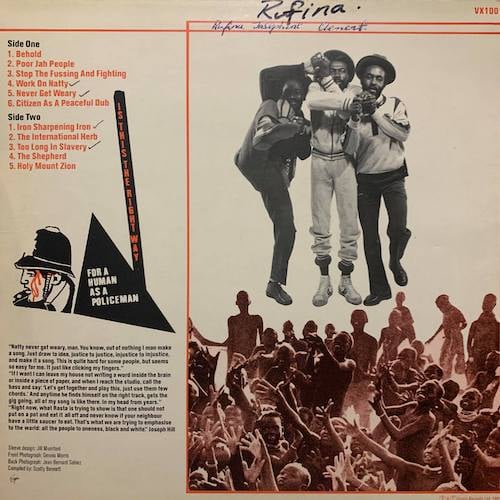 Rufina.
Rufina Josephine Clement.
VX100
Side One
1. Behold
2. Poor Jah People
3. Stop The Fussing And Fighting
4. Work On Natty
5. Never Get Weary
6. Citizen As A Peaceful Dub
Side Two
1. Iron Sharpening Iron
2. The International Herb
3. Too Long In Slavery
4. The Shepherd
5. Holy Mount Zion
IS THIS THE RIGHT WAY
FOR A
HUMAN
AS A
POLICEMAN
"Natty never get weary, man. You know, out of nothing I man make
a song. Just draw to idea, justice to justice, injustice to injustice,
and make it a song. This is quite hard for some people, but seems
so easy for me. It just like clicking my fingers."
"If I want I can leave my house not writing a word inside the brain
or inside a piece of paper, and when I reach the studio, call the
bass and say: 'Let's get together and play this, just use them few
chords.' And anytime he finds himself on the right track, gets the
gig going, all of my song is like there. In my head from years."
"Right now, what Rasta is trying to show is that one should not
put on a pot and eat it all off and never know if your neighbour
have a little saucer to eat. That's what we are trying to emphasise
to the world: all the people to oneness, black and white." Joseph Hill
Sleeve design: Jill Mumford
Front Photograph: Dennis Morris
Back Photograph: Jean Bernard Sohiez
Compiled by: Scotty Bennett
Virgin